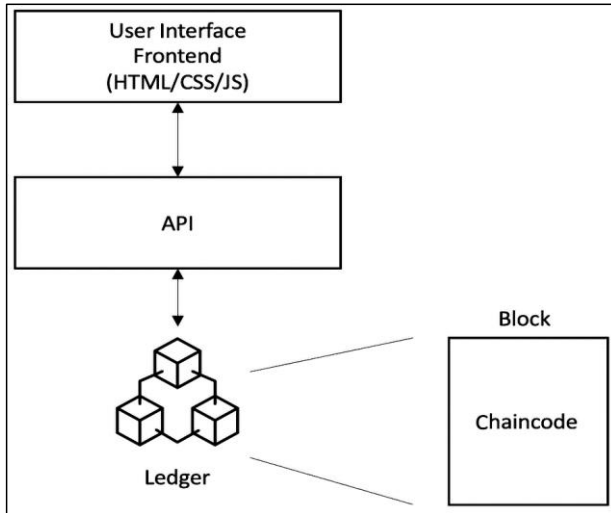 User Interface
Frontend
(HTML/CSS/JS)
API
Block
Chaincode
Ledger